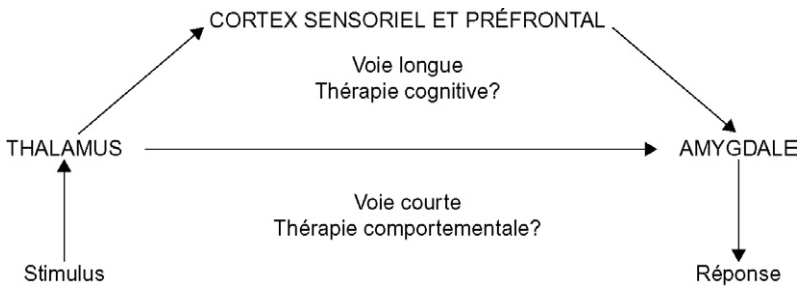 CORTEX SENSORIEL ET PRÉFRONTAL
Voie longue
Thérapie cognitive?
THALAMUS
AMYGDALE
Voie courte
Thérapie comportementale?
Stimulus
Réponse